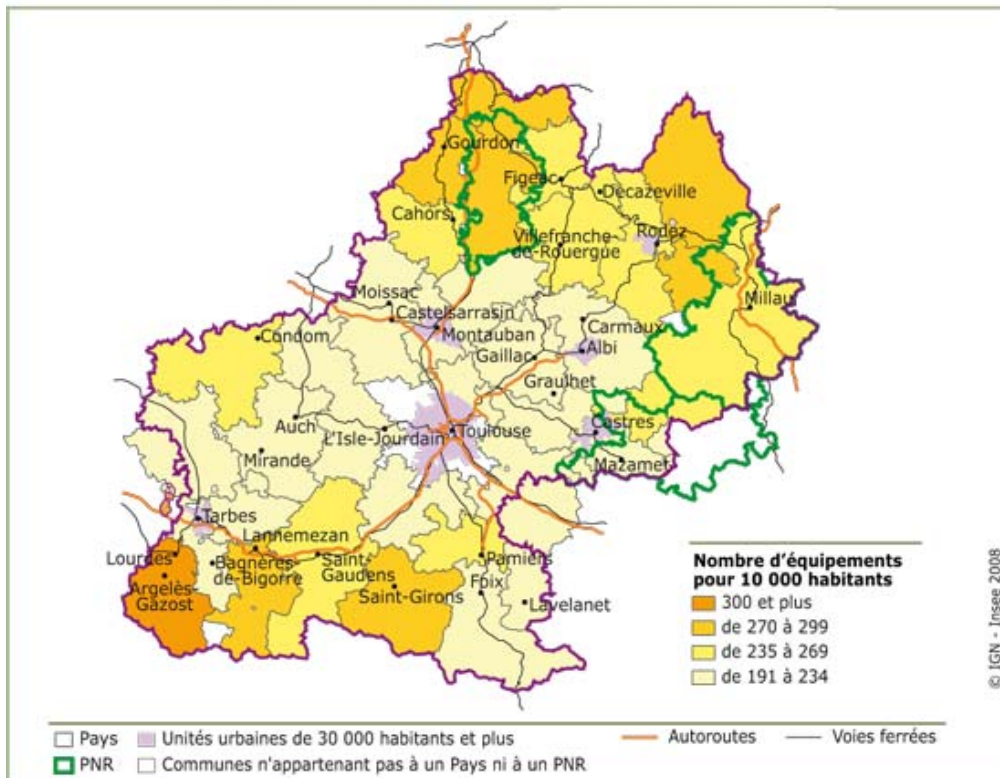 Gourdon
Figeac
Decazeville
Cahors
Villefranche-
de-Rouergue
Rodez
Moissac
Castelsarrasin
Montauban
Millau
Carmaux
Condom
Gaillac
Albi
Graulhet
Auch
L'Isle-Jourdain
Toulouse
Castres
Mirande
Mazamet
Tarbes
Lannemezan
Lourdes
Bagnères-
de-Bigorre
Saint-
Gaudens
Pamiers
Argelès-
Gazost
Saint-Girons
Foix
Lavelanet
Nombre d'équipements
pour 10 000 habitants
300 et plus
de 270 à 299
de 235 à 269
de 191 à 234
© IGN - Insee 2008
Pays Unités urbaines de 30 000 habitants et plus Autoroutes Voies ferrées
PNR Communes n'appartenant pas à un Pays ni à un PNR